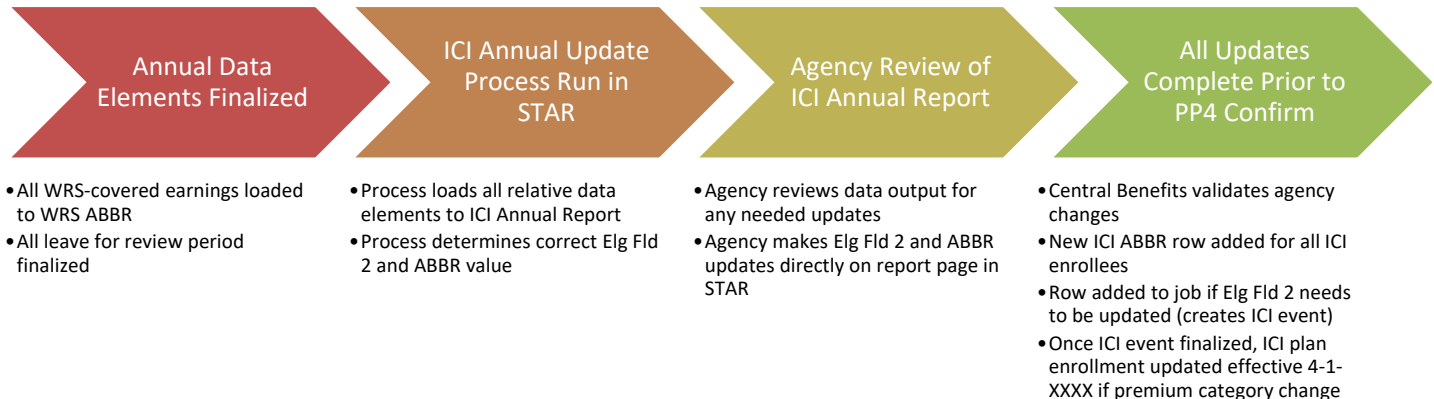 Annual Data
Elements Finalized
ICI Annual Update
Process Run in
STAR
Agency Review of
ICI Annual Report
All Updates
Complete Prior to
PP4 Confirm
•All WRS-covered earnings loaded
to WRS ABBR
•All leave for review period
finalized
•Process loads all relative data
elements to ICI Annual Report
•Process determines correct Elg Fld
2 and ABBR value
•Agency reviews data output for
any needed updates
•Agency makes Elg Fld 2 and ABBR
updates directly on report page in
STAR
•Central Benefits validates agency
changes
•New ICI ABBR row added for all ICI
enrollees
•Row added to job if Elg Fld 2 needs
to be updated (creates ICI event)
•Once ICI event finalized, ICI plan
enrollment updated effective 4-1-
XXXX if premium category change